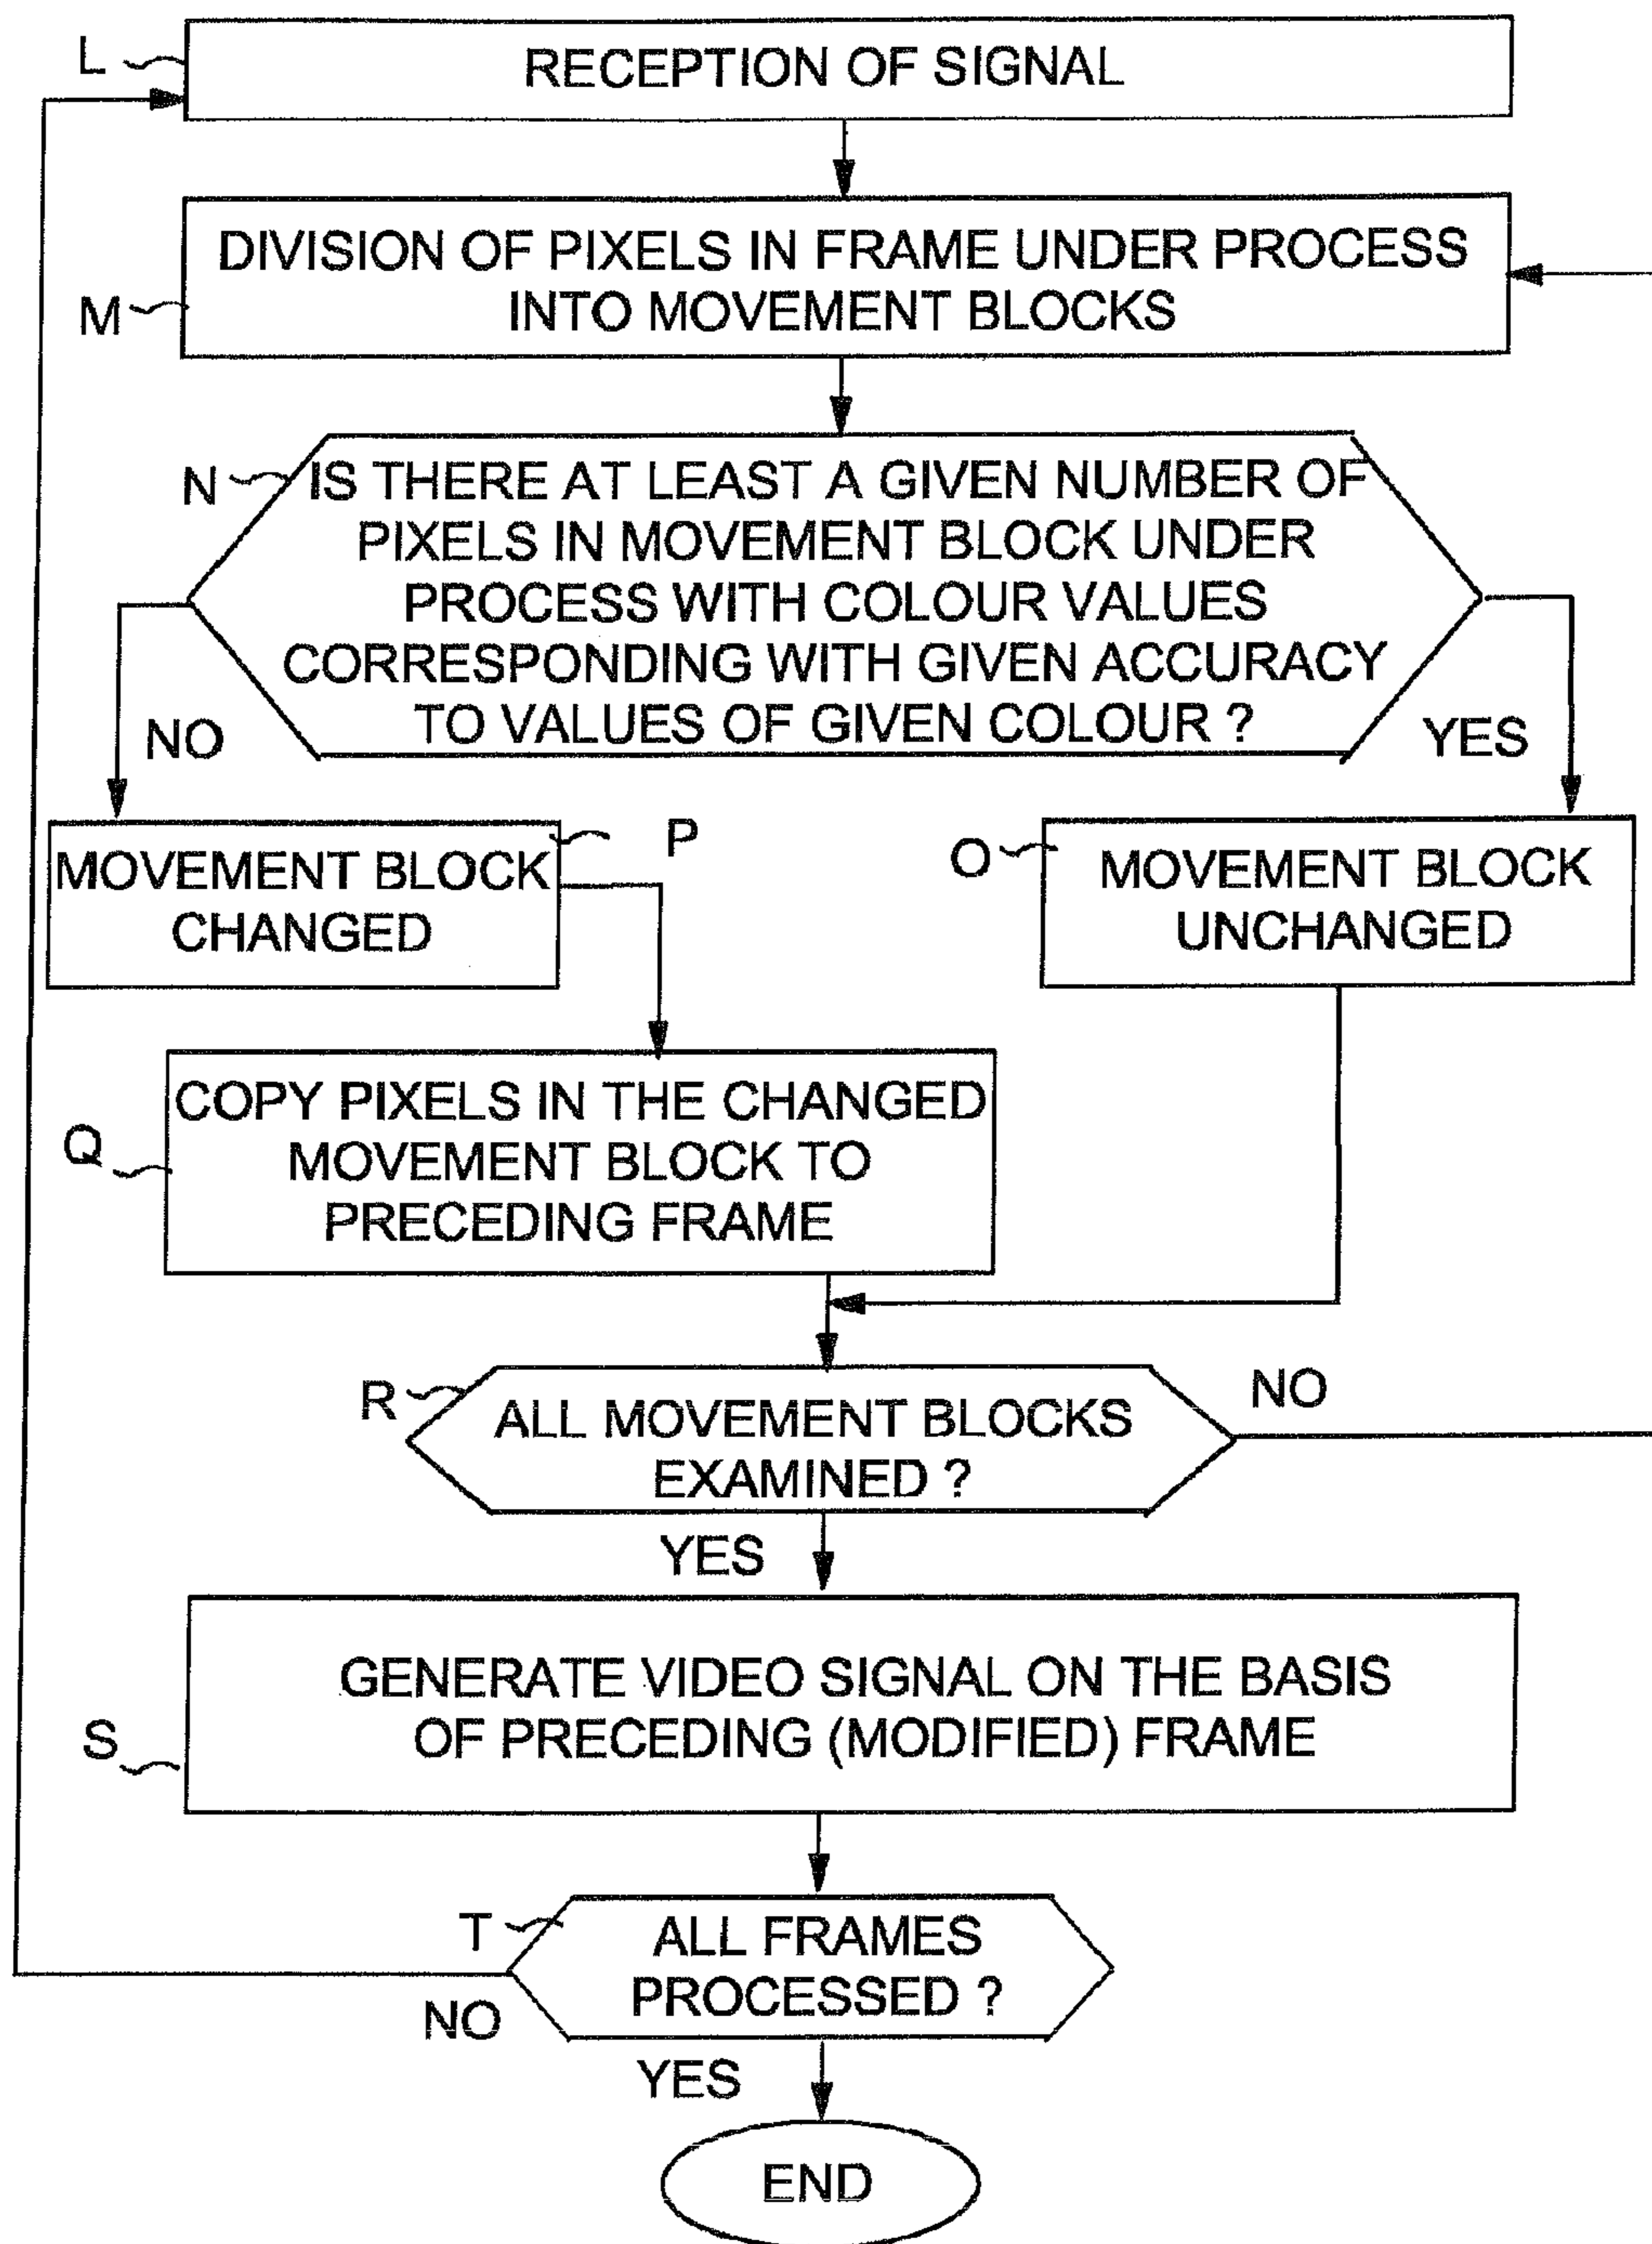 L
RECEPTION OF SIGNAL
M
DIVISION OF PIXELS IN FRAME UNDER PROCESS
INTO MOVEMENT BLOCKS
N
IS THERE AT LEAST A GIVEN NUMBER OF
PIXELS IN MOVEMENT BLOCK UNDER
PROCESS WITH COLOUR VALUES
CORRESPONDING WITH GIVEN ACCURACY
TO VALUES OF GIVEN COLOUR ?
NO
YES
P
MOVEMENT BLOCK
CHANGED
O
MOVEMENT BLOCK
UNCHANGED
Q
COPY PIXELS IN THE CHANGED
MOVEMENT BLOCK TO
PRECEDING FRAME
R
ALL MOVEMENT BLOCKS
EXAMINED ?
NO
YES
S
GENERATE VIDEO SIGNAL ON THE BASIS
OF PRECEDING (MODIFIED) FRAME
T
ALL FRAMES
PROCESSED ?
NO
YES
END